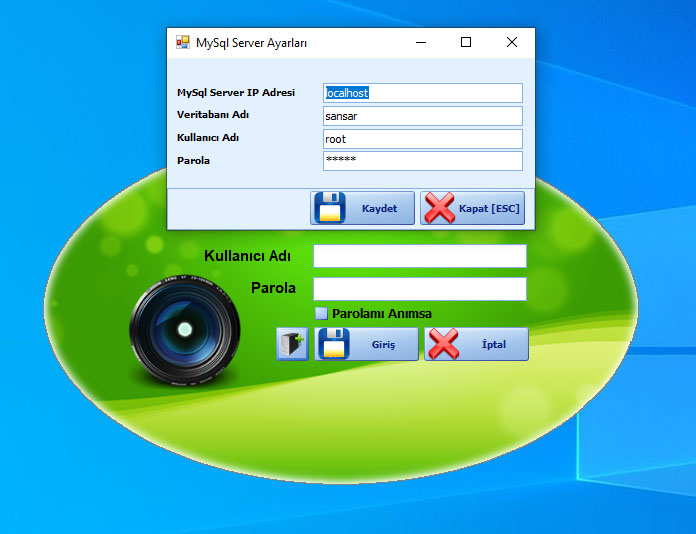 MySql Server Ayarları
MySql Server IP Adresi localhost
Veritabanı Adı sansar
Kullanıcı Adı root
Parola *****
Kaydet Kapat [ESC]
Kullanıcı Adı
Parola
Parolamı Anımsa
Giriş İptal